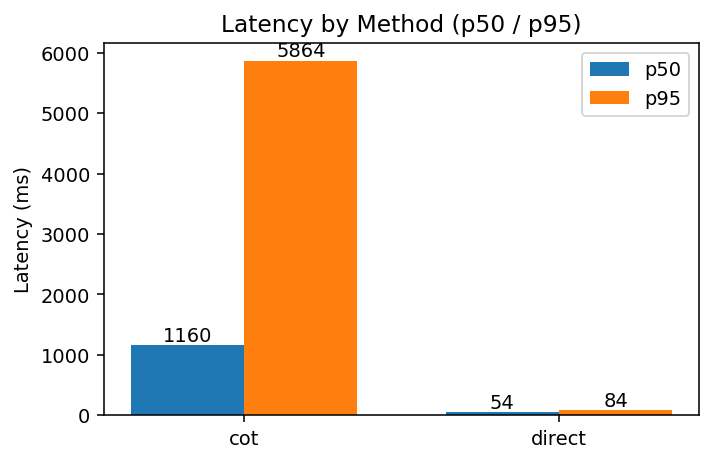 Latency by Method (p50 / p95)
Latency (ms)
6000
5000
4000
3000
2000
1000
0
1160
5864
54
84
cot
direct
p50
p95